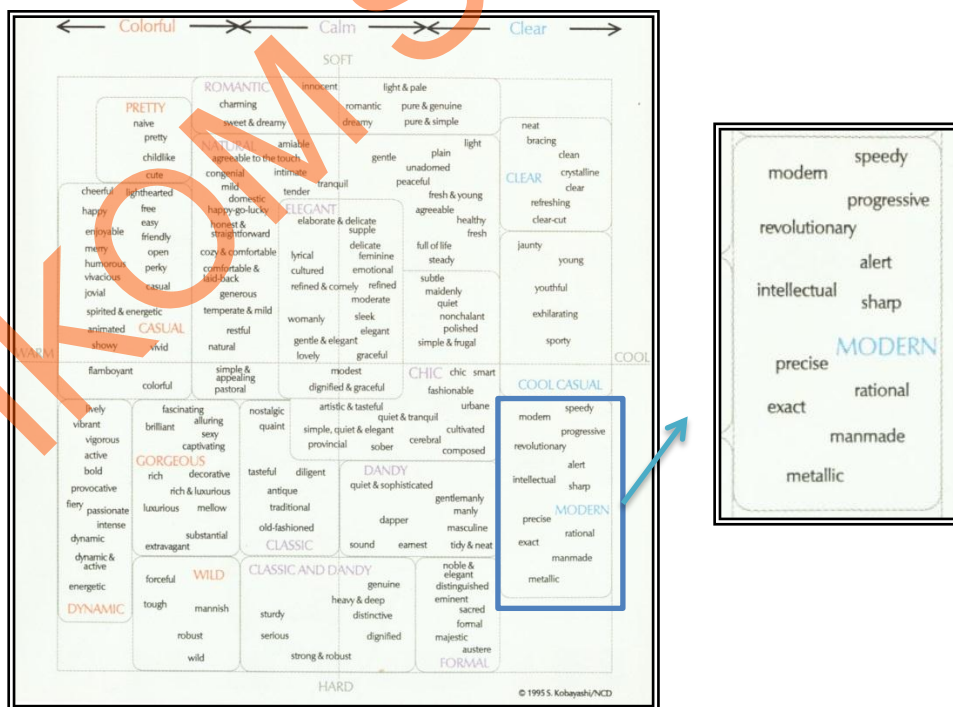 Colorful Calm Clear
SOFT
ROMANTIC innocent light & pale
charming romantic pure & genuine
sweet & dreamy dreamy pure & simple
PRETTY
naive
pretty
childlike
cute
NATURAL amiable light
agreeable to the touch gentle plain
congenial intimate unadorned
mild tender tranquil peaceful
domestic fresh & young
happy-go-lucky agreeable
honest & healthy
straightforward fresh
cozy & comfortable full of life
comfortable & steady
laid-back
generous
temperate & mild
restful
natural
simple &
appealing
pastoral
neat
bracing
clean
CLEAR crystalline
clear
refreshing
clear-cut
cheerful lighthearted
happy free
enjoyable easy
friendly
merry open
humorous perky
vivacious
jovial casual
spirited & energetic
animated CASUAL
showy vivid
flamboyant
colorful
ELEGANT
elaborate & delicate
supple
delicate
lyrical feminine
cultured emotional
refined & comely refined
moderate
womanly sleek
elegant
gentle & elegant
lovely graceful
modest
dignified & graceful
subtle
maidenly
quiet
nonchalant
polished
simple & frugal
CHIC chic smart
fashionable
artistic & tasteful urbane
quiet & tranquil
simple, quiet & elegant cultivated
provincial sober cerebral composed
jaunty
young
youthful
exhilarating
sporty
COOL CASUAL
WARM COOL
lively
vibrant
vigorous
active
bold
provocative
fiery passionate
intense
dynamic
dynamic &
active
energetic
DYNAMIC
fascinating
brilliant alluring
sexy
captivating
GORGEOUS
rich decorative
rich & luxurious
luxurious mellow
substantial
extravagant
nostalgic
quaint
tasteful diligent
antique
traditional
old-fashioned
CLASSIC
DANDY
quiet & sophisticated
gentlemanly
manly
dapper masculine
sound earnest tidy & neat
speedy
modern
progressive
revolutionary
alert
intellectual sharp
MODERN
precise
rational
exact
manmade
metallic
forceful WILD
tough mannish
robust
wild
CLASSIC AND DANDY
genuine
heavy & deep
sturdy distinctive
serious dignified
strong & robust
noble &
elegant
distinguished
eminent
sacred
formal
majestic
austere
FORMAL
HARD
© 1995 S. Kobayashi/NCD
speedy
modern
progressive
revolutionary
alert
intellectual
sharp
MODERN
precise
rational
exact
manmade
metallic